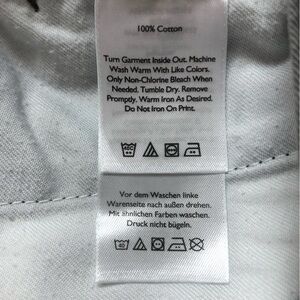 100% Cotton
Turn Garment Inside Out. Machine
Wash Warm With Like Colors.
Only Non-Chlorine Bleach When
Needed. Tumble Dry. Remove
Promptly. Warm Iron As Desired.
Do Not Iron On Print.
Vor dem Waschen linke
Warenseite nach außen drehen.
Mit ähnlichen Farben waschen.
Druck nicht bügeln.
40